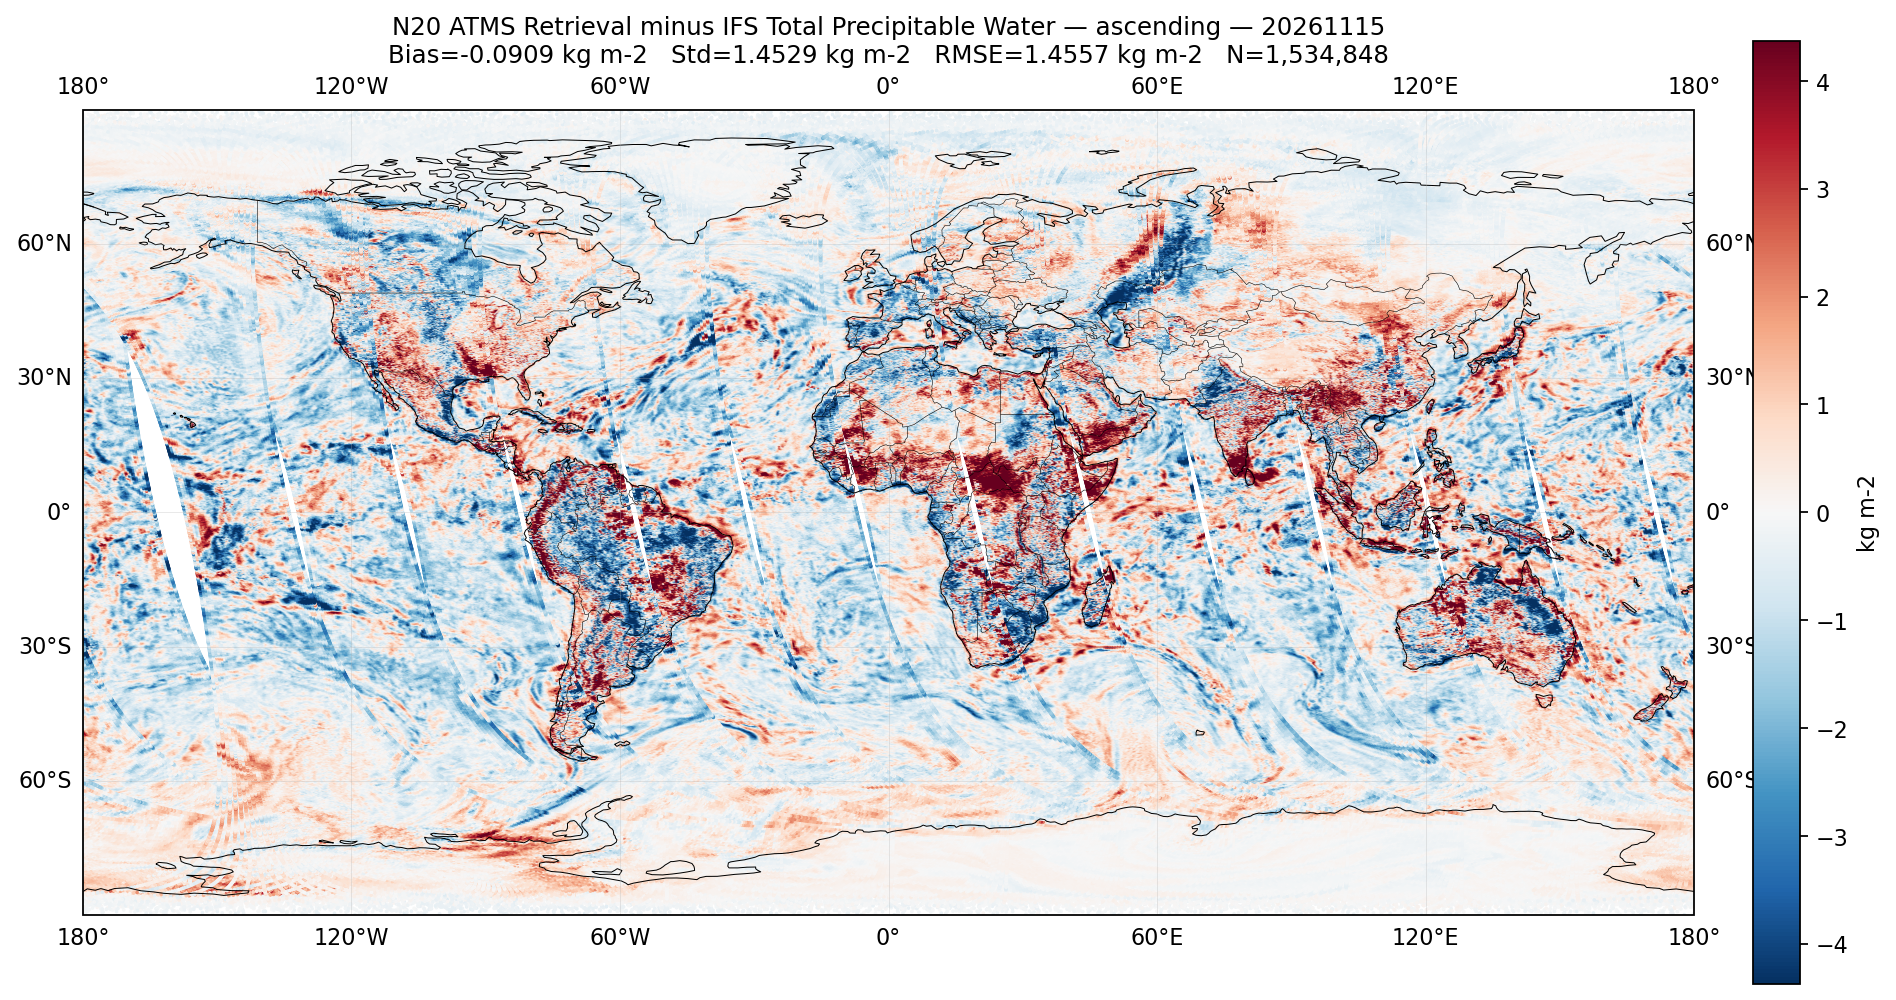 N20 ATMS Retrieval minus IFS Total Precipitable Water — ascending — 20261115
Bias=-0.0909 kg m-2   Std=1.4529 kg m-2   RMSE=1.4557 kg m-2   N=1,534,848
180° 120°W 60°W 0° 60°E 120°E 180°
60°N 60°N
30°N 30°N
0° 0°
30°S 30°S
60°S 60°S
180° 120°W 60°W 0° 60°E 120°E 180°
4
3
2
1
0
−1
−2
−3
−4
kg m-2